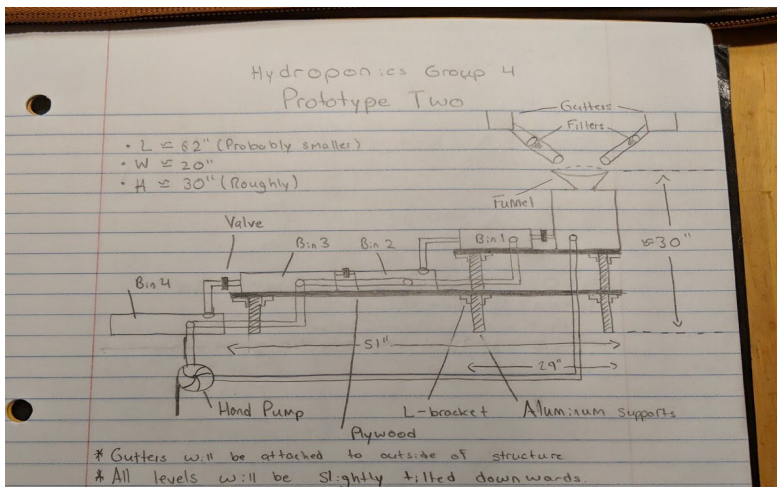 Hydroponics Group 4
Prototype Two
Gutters
Filters
• L ≈ 62" (Probably smaller)
• W ≈ 20"
• H ≈ 30" (Roughly)
Funnel
Valve
Bin 3
Bin 2
Bin 1
≈30"
Bin 4
51"
29"
Hand Pump
L-bracket
Aluminum Supports
Plywood
* Gutters will be attached to outside of structure
* All levels will be slightly tilted downwards.